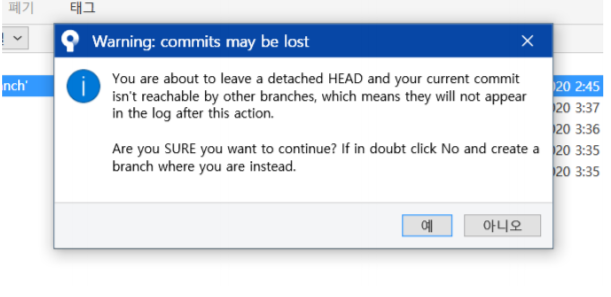 폐기 태그
nch'
Warning: commits may be lost
020 2:45
You are about to leave a detached HEAD and your current commit
isn't reachable by other branches, which means they will not appear
in the log after this action.
020 3:37
020 3:36
Are you SURE you want to continue? If in doubt click No and create a
branch where you are instead.
020 3:35
020 3:35
예 아니오